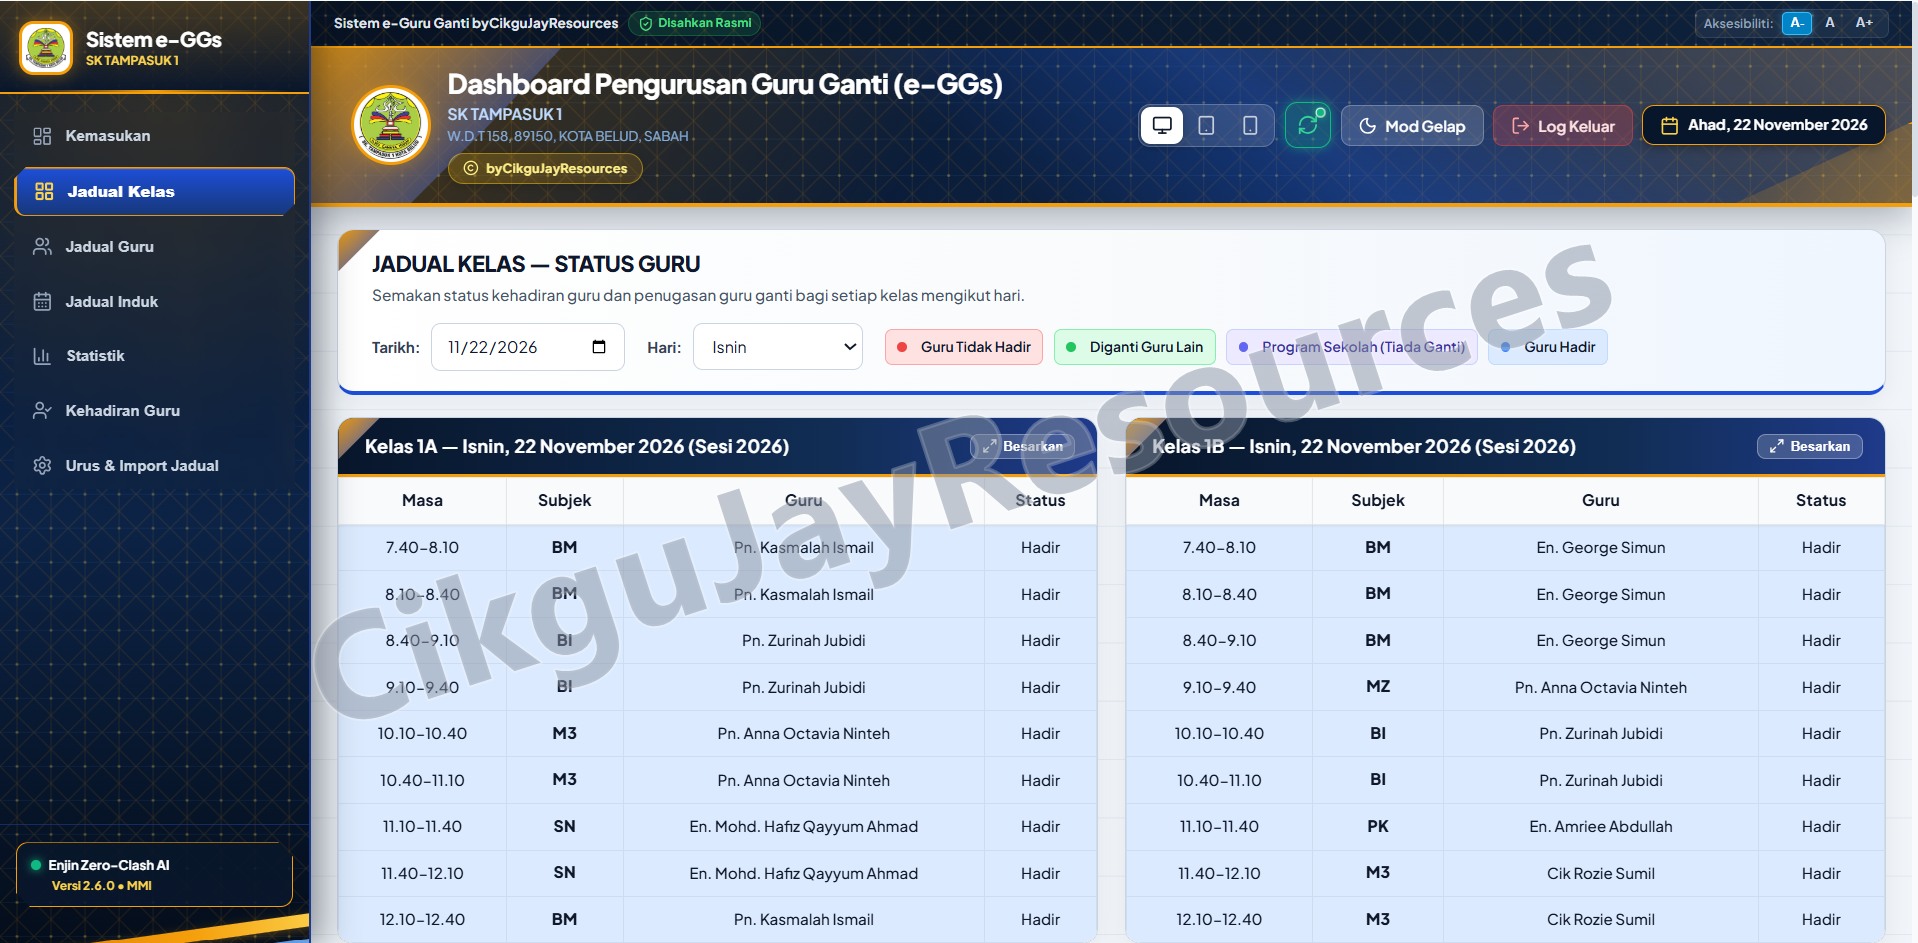 Sistem e-GGs
SK TAMPASUK 1
Kemasukan
Jadual Kelas
Jadual Guru
Jadual Induk
Statistik
Kehadiran Guru
Urus & Import Jadual
Enjin Zero-Clash AI
Versi 2.6.0 • MMI
Sistem e-Guru Ganti byCikguJayResources Disahkan Rasmi
Aksesibiliti: A- A A+
Dashboard Pengurusan Guru Ganti (e-GGs)
SK TAMPASUK 1
W.D.T 158, 89150, KOTA BELUD, SABAH
© byCikguJayResources
Mod Gelap Log Keluar Ahad, 22 November 2026
JADUAL KELAS — STATUS GURU
Semakan status kehadiran guru dan penugasan guru ganti bagi setiap kelas mengikut hari.
Tarikh: 11/22/2026 Hari: Isnin Guru Tidak Hadir Diganti Guru Lain Program Sekolah (Tiada Ganti) Guru Hadir
Kelas 1A — Isnin, 22 November 2026 (Sesi 2026) Besarkan
Masa Subjek Guru Status
7.40–8.10 BM Pn. Kasmalah Ismail Hadir
8.10–8.40 BM Pn. Kasmalah Ismail Hadir
8.40–9.10 BI Pn. Zurinah Jubidi Hadir
9.10–9.40 BI Pn. Zurinah Jubidi Hadir
10.10–10.40 M3 Pn. Anna Octavia Ninteh Hadir
10.40–11.10 M3 Pn. Anna Octavia Ninteh Hadir
11.10–11.40 SN En. Mohd. Hafiz Qayyum Ahmad Hadir
11.40–12.10 SN En. Mohd. Hafiz Qayyum Ahmad Hadir
12.10–12.40 BM Pn. Kasmalah Ismail Hadir
Kelas 1B — Isnin, 22 November 2026 (Sesi 2026) Besarkan
Masa Subjek Guru Status
7.40–8.10 BM En. George Simun Hadir
8.10–8.40 BM En. George Simun Hadir
8.40–9.10 BM En. George Simun Hadir
9.10–9.40 MZ Pn. Anna Octavia Ninteh Hadir
10.10–10.40 BI Pn. Zurinah Jubidi Hadir
10.40–11.10 BI Pn. Zurinah Jubidi Hadir
11.10–11.40 PK En. Amriee Abdullah Hadir
11.40–12.10 M3 Cik Rozie Sumil Hadir
12.10–12.40 M3 Cik Rozie Sumil Hadir
CikguJayResources